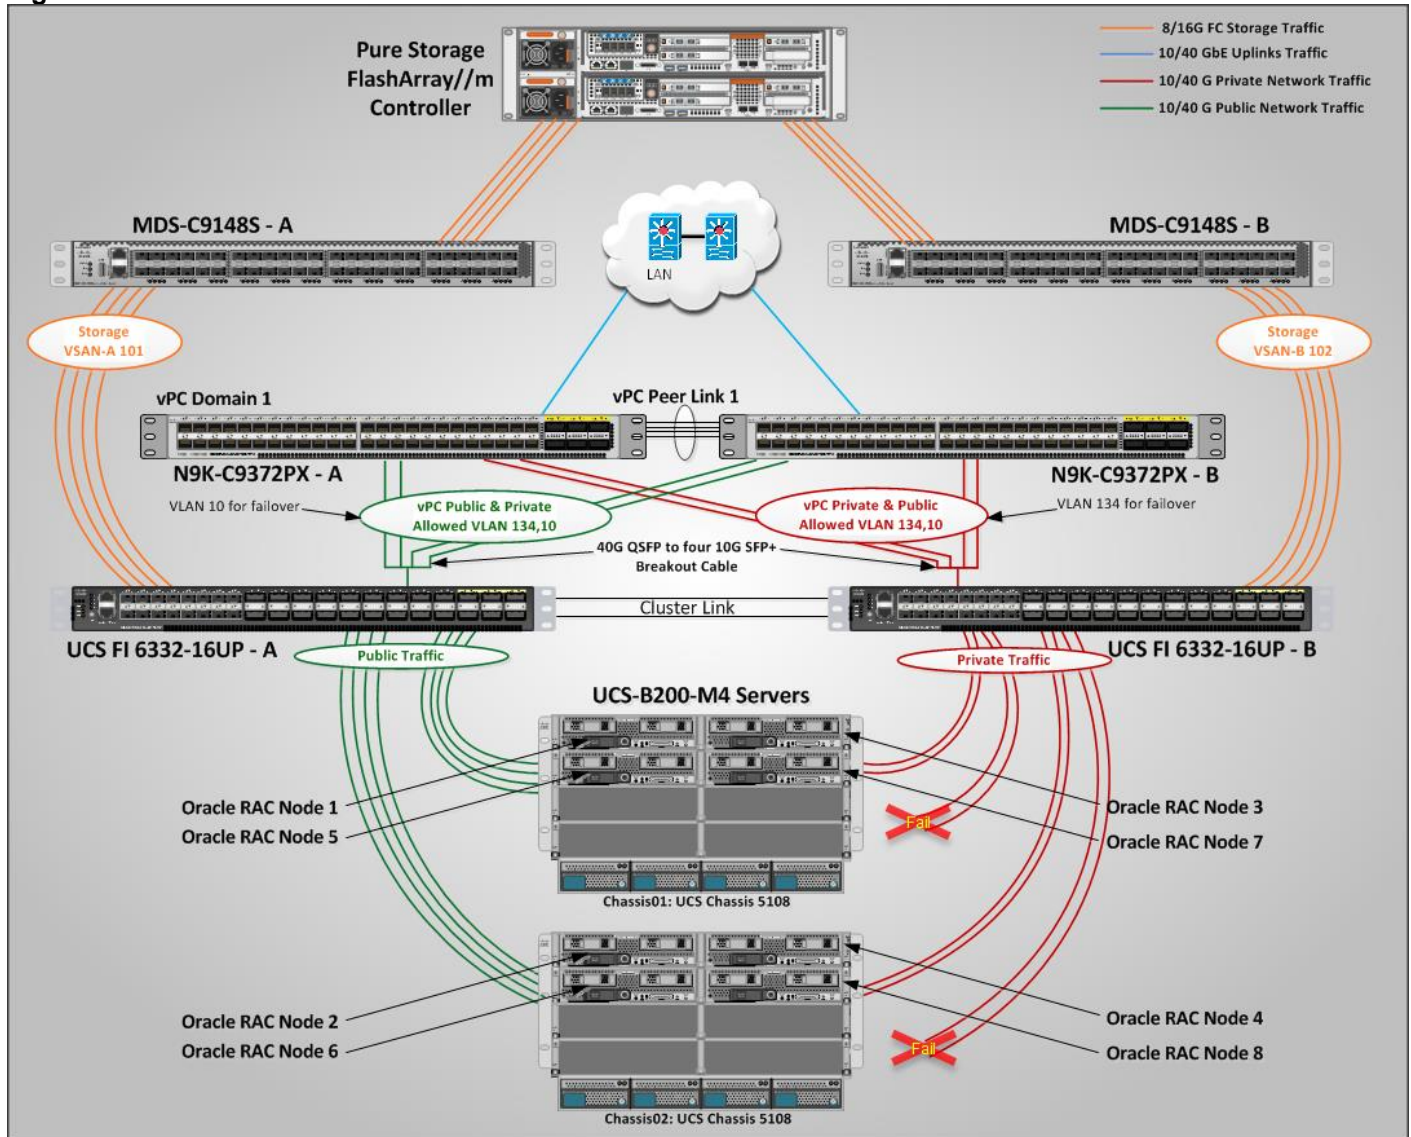 Pure Storage
FlashArray//m
Controller
8/16G FC Storage Traffic
10/40 GbE Uplinks Traffic
10/40 G Private Network Traffic
10/40 G Public Network Traffic
MDS-C9148S - A
MDS-C9148S - B
LAN
Storage
VSAN-A 101
Storage
VSAN-B 102
vPC Domain 1
vPC Peer Link 1
N9K-C9372PX - A
N9K-C9372PX - B
VLAN 10 for failover
vPC Public & Private
Allowed VLAN 134,10
vPC Private & Public
Allowed VLAN 134,10
VLAN 134 for failover
40G QSFP to four 10G SFP+
Breakout Cable
Cluster Link
UCS FI 6332-16UP - A
UCS FI 6332-16UP - B
Public Traffic
Private Traffic
UCS-B200-M4 Servers
Oracle RAC Node 1
Oracle RAC Node 5
Oracle RAC Node 3
Oracle RAC Node 7
Fail
Chassis01: UCS Chassis 5108
Oracle RAC Node 2
Oracle RAC Node 6
Oracle RAC Node 4
Oracle RAC Node 8
Fail
Chassis02: UCS Chassis 5108